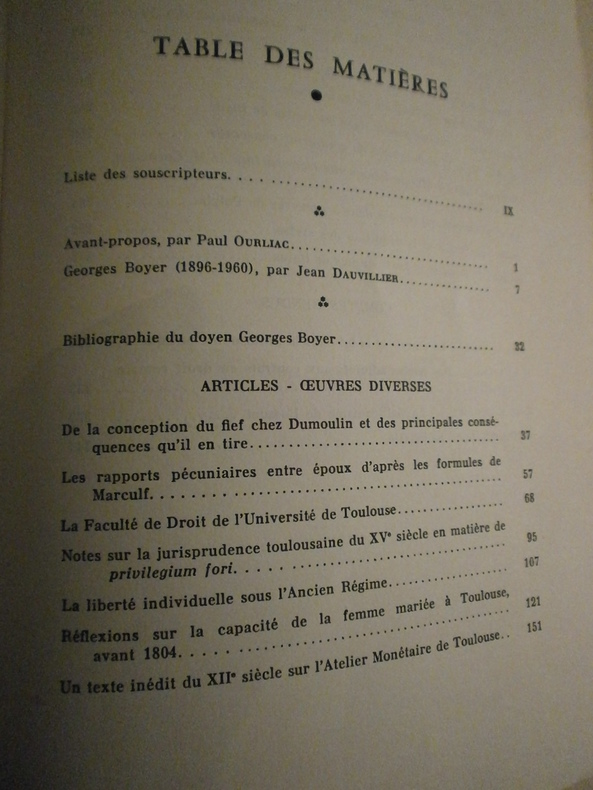 TABLE DES MATIÈRES
Liste des souscripteurs. . . . . . . . . . . . . . . . . . . . . . IX
Avant-propos, par Paul OURLIAC. . . . . . . . . . . . . . . . . . 1
Georges Boyer (1896-1960), par Jean DAUVILLIER. . . . . . . . . . 7
Bibliographie du doyen Georges Boyer. . . . . . . . . . . . . . . 32
ARTICLES - ŒUVRES DIVERSES
De la conception du fief chez Dumoulin et des principales consé-
quences qu'il en tire. . . . . . . . . . . . . . . . . . . . . . 37
Les rapports pécuniaires entre époux d'après les formules de
Marculf. . . . . . . . . . . . . . . . . . . . . . . . . . . . . 57
La Faculté de Droit de l'Université de Toulouse. . . . . . . . . 68
Notes sur la jurisprudence toulousaine du XVe siècle en matière de
privilegium fori. . . . . . . . . . . . . . . . . . . . . . . . . 95
La liberté individuelle sous l'Ancien Régime. . . . . . . . . . . 107
Réflexions sur la capacité de la femme mariée à Toulouse,
avant 1804. . . . . . . . . . . . . . . . . . . . . . . . . . . . 121
Un texte inédit du XIIe siècle sur l'Atelier Monétaire de Toulouse. . 151